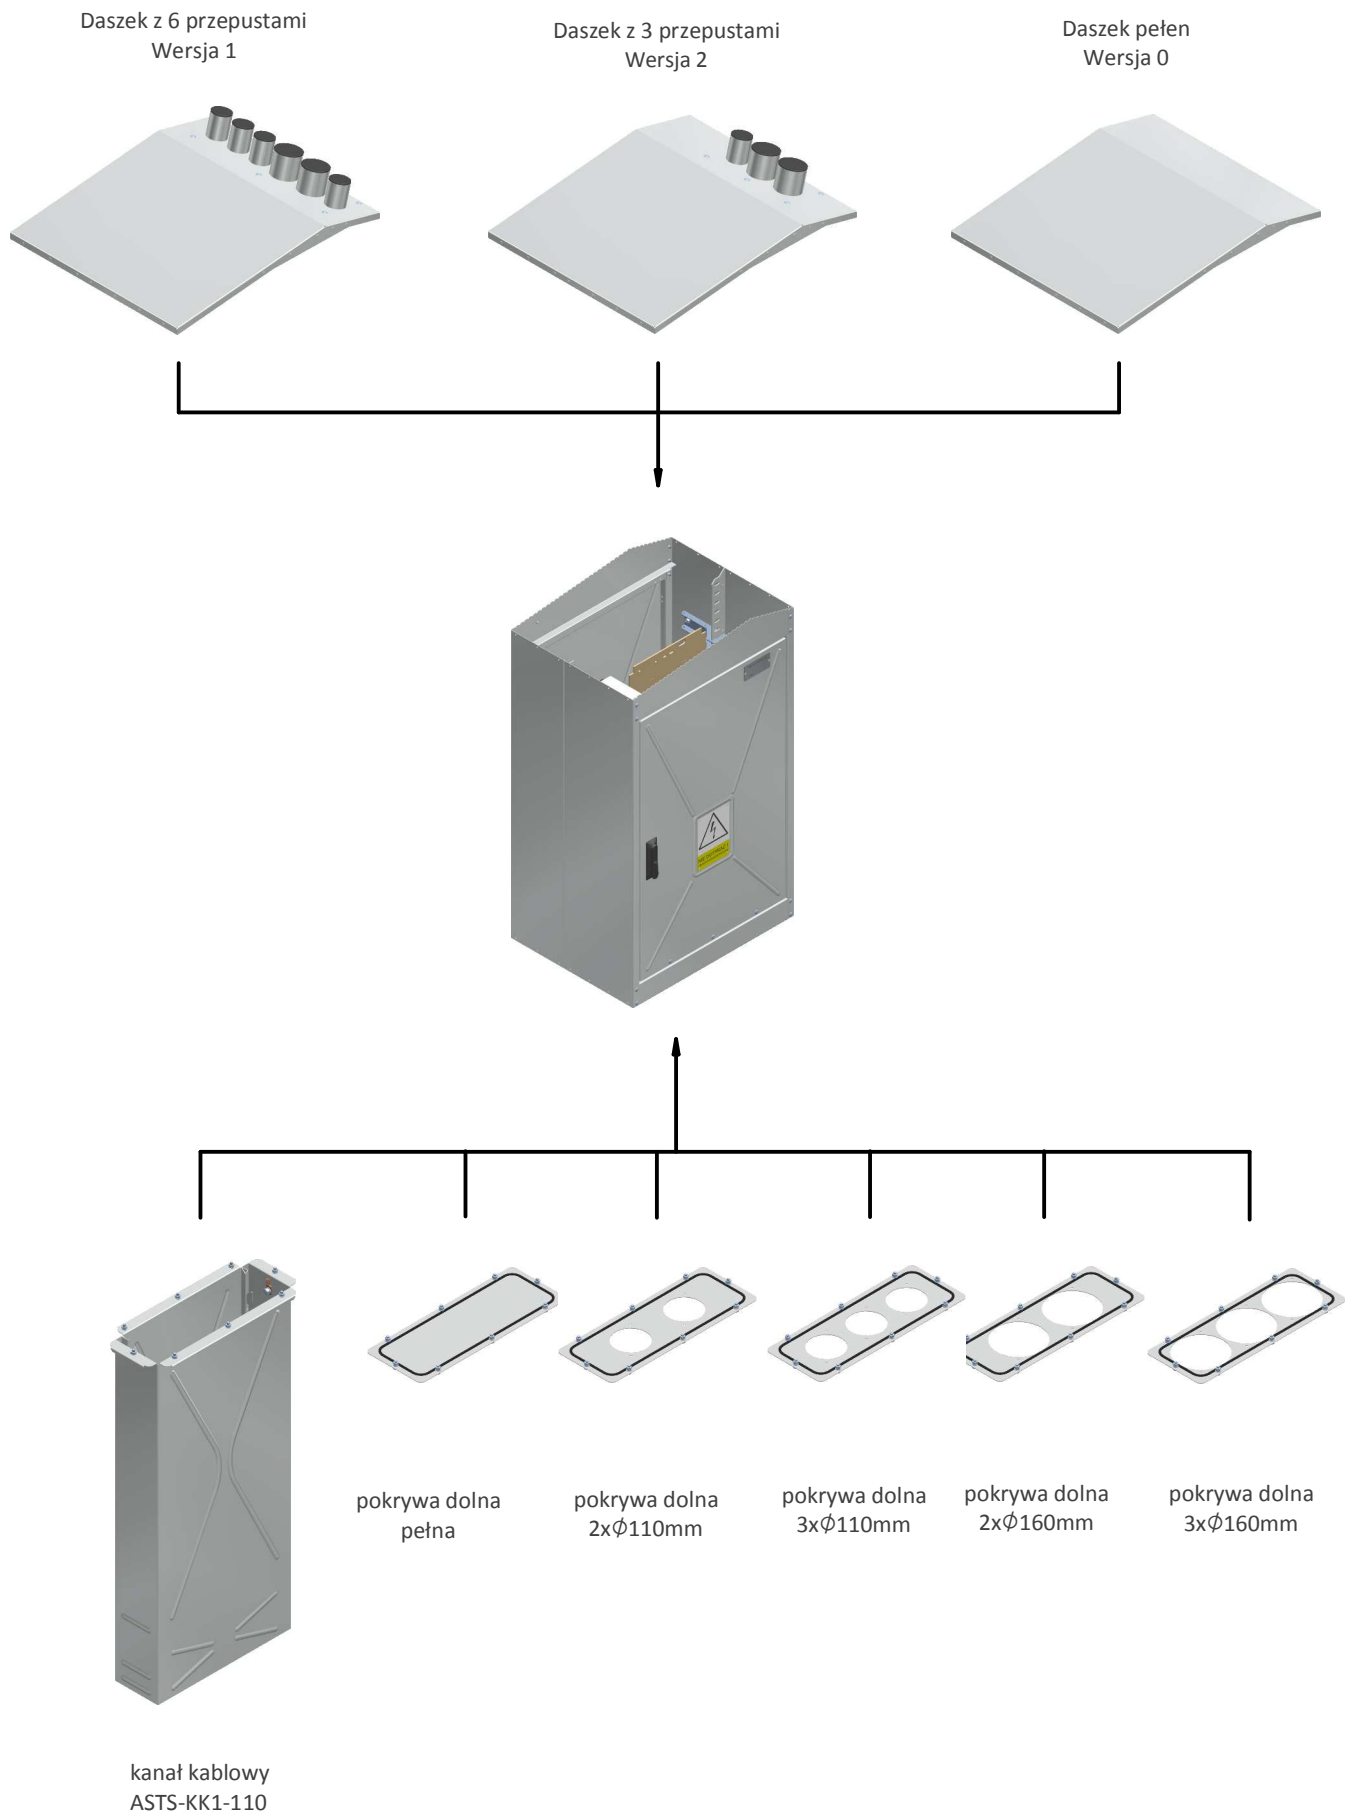 Daszek z 6 przepustami
Wersja 1
Daszek z 3 przepustami
Wersja 2
Daszek pełen
Wersja 0
pokrywa dolna
pełna
pokrywa dolna
2xΦ110mm
pokrywa dolna
3xΦ110mm
pokrywa dolna
2xΦ160mm
pokrywa dolna
3xΦ160mm
kanał kablowy
ASTS-KK1-110